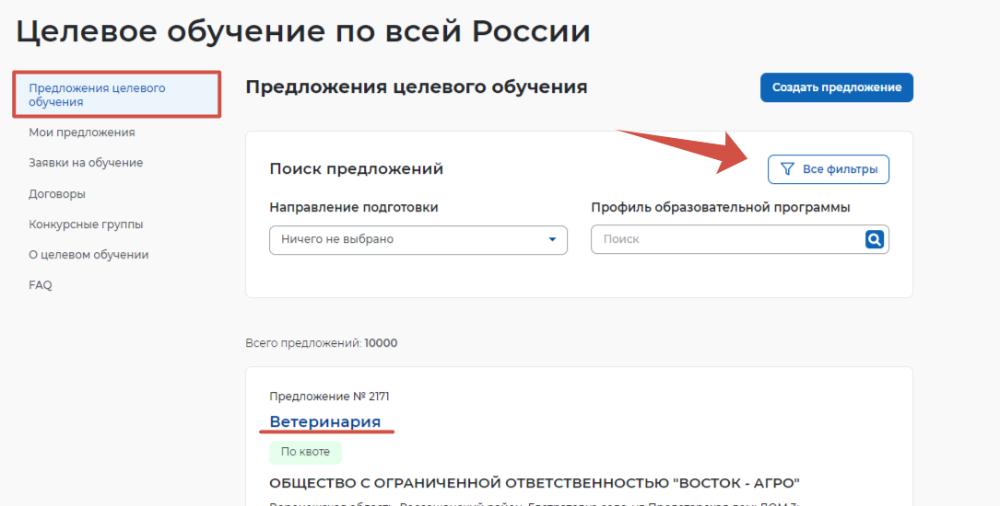 Целевое обучение по всей России
Предложения целевого
обучения
Мои предложения
Заявки на обучение
Договоры
Конкурсные группы
О целевом обучении
FAQ
Предложения целевого обучения
Создать предложение
Поиск предложений
Все фильтры
Направление подготовки
Профиль образовательной программы
Ничего не выбрано
Поиск
Всего предложений: 10000
Предложение № 2171
Ветеринария
По квоте
ОБЩЕСТВО С ОГРАНИЧЕННОЙ ОТВЕТСТВЕННОСТЬЮ "ВОСТОК - АГРО"